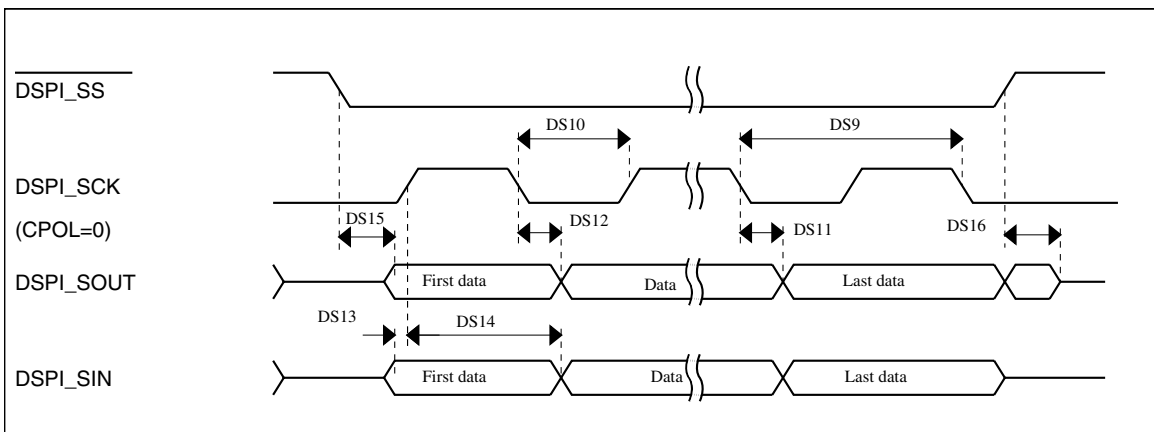 DSPI_SS
DS10
DS9
DSPI_SCK
(CPOL=0)
DS15
DS12
DS11
DS16
DSPI_SOUT
First data
Data
Last data
DS13
DS14
DSPI_SIN
First data
Data
Last data